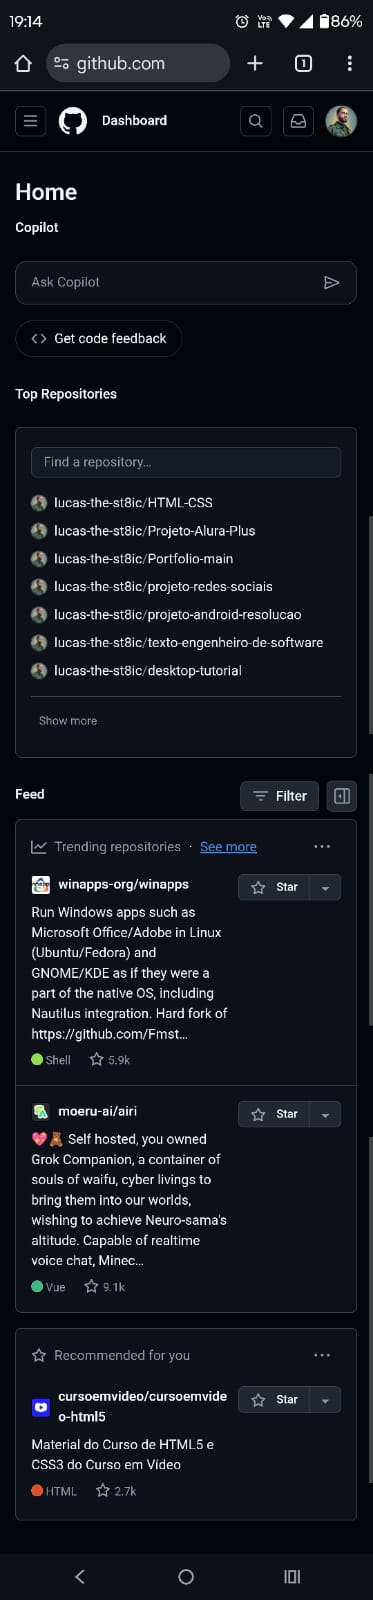 19:14
Vo))
LTE
86%
github.com
1
Dashboard
Home
Copilot
Ask Copilot
Get code feedback
Top Repositories
Find a repository…
lucas-the-st8ic/HTML-CSS
lucas-the-st8ic/Projeto-Alura-Plus
lucas-the-st8ic/Portfolio-main
lucas-the-st8ic/projeto-redes-sociais
lucas-the-st8ic/projeto-android-resolucao
lucas-the-st8ic/texto-engenheiro-de-software
lucas-the-st8ic/desktop-tutorial
Show more
Feed
Filter
Trending repositories · See more
winapps-org/winapps
Star
Run Windows apps such as
Microsoft Office/Adobe in Linux
(Ubuntu/Fedora) and
GNOME/KDE as if they were a
part of the native OS, including
Nautilus integration. Hard fork of
https://github.com/Fmst…
Shell
5.9k
moeru-ai/airi
Star
💖🧸 Self hosted, you owned
Grok Companion, a container of
souls of waifu, cyber livings to
bring them into our worlds,
wishing to achieve Neuro-sama's
altitude. Capable of realtime
voice chat, Minec…
Vue
9.1k
Recommended for you
cursoemvideo/cursoemvide
o-html5
Star
Material do Curso de HTML5 e
CSS3 do Curso em Vídeo
HTML
2.7k